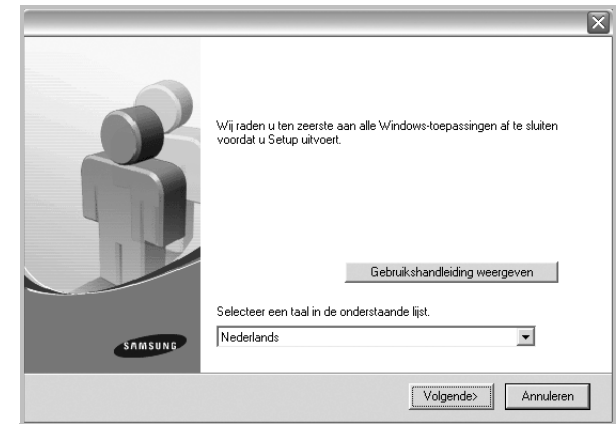 Wij raden u ten zeerste aan alle Windows-toepassingen af te sluiten
voordat u Setup uitvoert.
Gebruikshandleiding weergeven
Selecteer een taal in de onderstaande lijst.
Nederlands
SAMSUNG
Volgende>
Annuleren